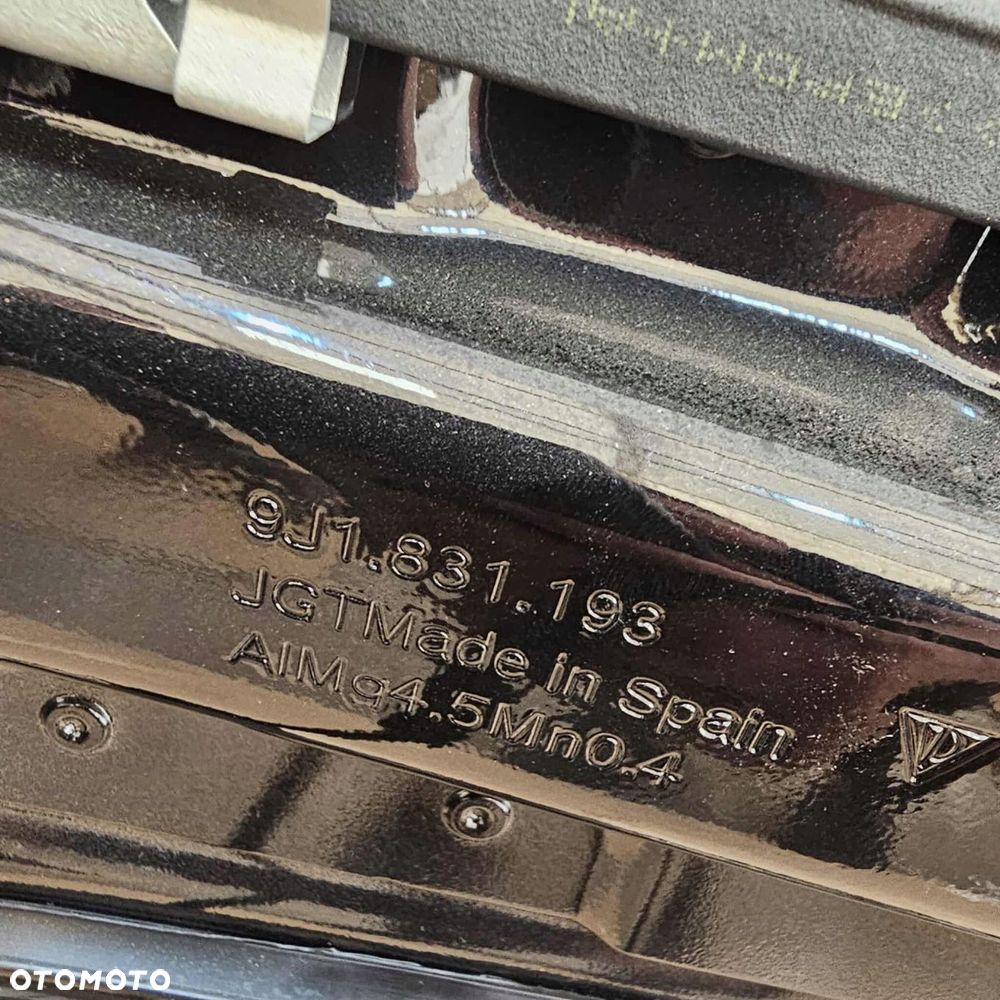 9J1.831.193
JGTMade in Spain
AlMg4.5Mn0.4
OTOMOTO